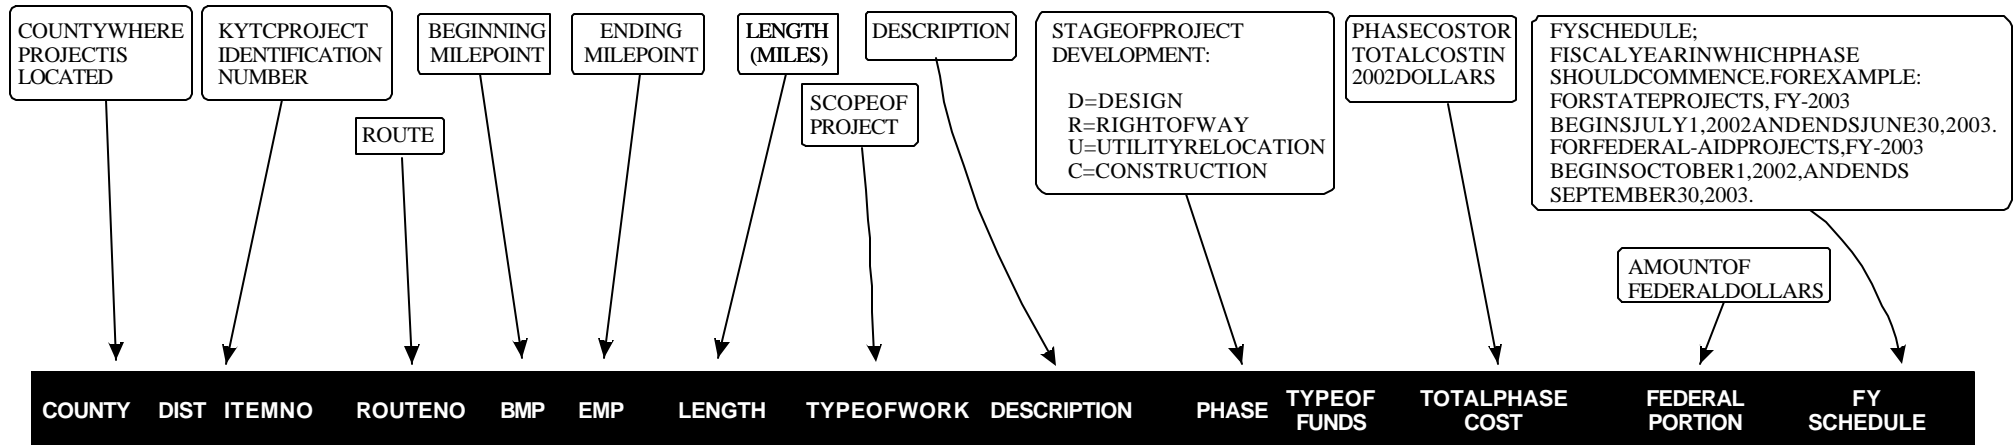 COUNTYWHERE
PROJECTIS
LOCATED
KYTCPROJECT
IDENTIFICATION
NUMBER
ROUTE
BEGINNING
MILEPOINT
ENDING
MILEPOINT
LENGTH
(MILES)
SCOPEOF
PROJECT
DESCRIPTION
STAGEOFPROJECT
DEVELOPMENT:
D=DESIGN
R=RIGHTOFWAY
U=UTILITYRELOCATION
C=CONSTRUCTION
PHASECOSTOR
TOTALCOSTIN
2002DOLLARS
FYSCHEDULE;
FISCALYEARINWHICHPHASE
SHOULDCOMMENCE.FOREXAMPLE:
FORSTATEPROJECTS, FY-2003
BEGINSJULY1,2002ANDENDSJUNE30,2003.
FORFEDERAL-AIDPROJECTS,FY-2003
BEGINSOCTOBER1,2002,ANDENDS
SEPTEMBER30,2003.
AMOUNTOF
FEDERALDOLLARS
COUNTY DIST ITEMNO ROUTENO BMP EMP LENGTH TYPEOFWORK DESCRIPTION PHASE TYPEOF FUNDS TOTALPHASE COST FEDERAL PORTION FY SCHEDULE